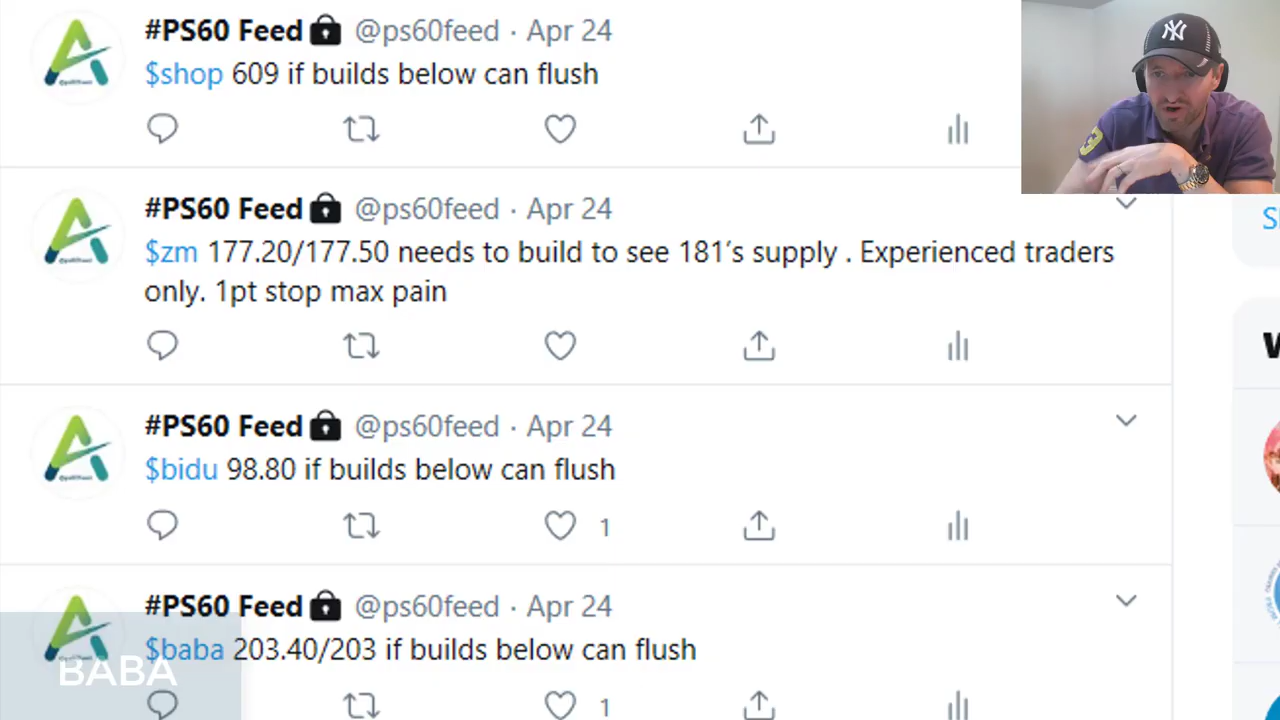 #PS60 Feed @ps60feed · Apr 24
$shop 609 if builds below can flush
#PS60 Feed @ps60feed · Apr 24
$zm 177.20/177.50 needs to build to see 181’s supply . Experienced traders
only. 1pt stop max pain
#PS60 Feed @ps60feed · Apr 24
$bidu 98.80 if builds below can flush
1
#PS60 Feed @ps60feed · Apr 24
$baba 203.40/203 if builds below can flush
BABA
1